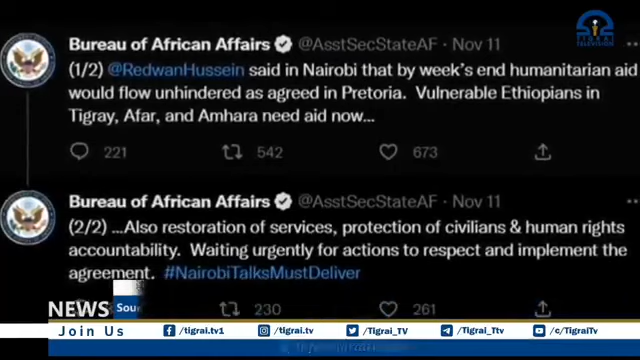 TIGRAI
TELEVISION
Bureau of African Affairs @AsstSecStateAF · Nov 11
(1/2) @RedwanHussein said in Nairobi that by week's end humanitarian aid
would flow unhindered as agreed in Pretoria. Vulnerable Ethiopians in
Tigray, Afar, and Amhara need aid now...
221 542 673
Bureau of African Affairs @AsstSecStateAF · Nov 11
(2/2) ...Also restoration of services, protection of civilians & human rights
accountability. Waiting urgently for actions to respect and implement the
agreement. #NairobiTalksMustDeliver
230 261
NEWS Sou
Join Us /tigrai.tv1 /tigrai.tv /Tigrai_TV /Tigrai_Ttv /c/TigraiTv